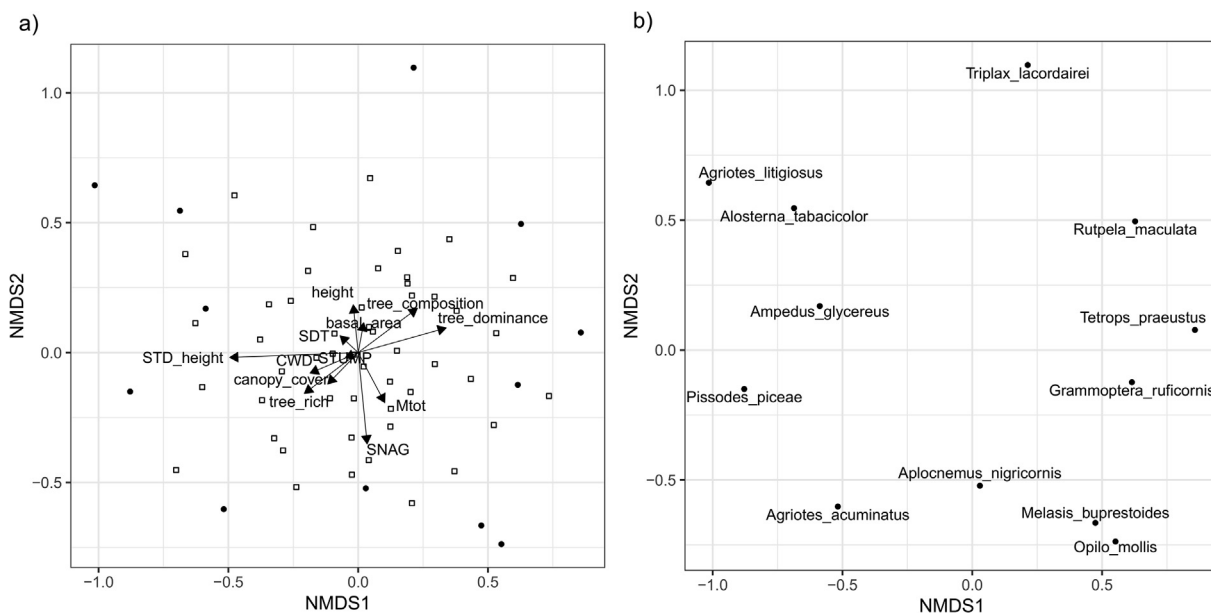 a)
NMDS2
1.0
0.5
0.0
−0.5
height
tree_composition
basal_area
tree_dominance
SDT
STD_height
CWD
STUMP
canopy_cover
tree_rich
Mtot
SNAG
−1.0
−0.5
0.0
0.5
NMDS1
b)
NMDS2
1.0
0.5
0.0
−0.5
Triplax_lacordairei
Agriotes_litigiosus
Alosterna_tabacicolor
Rutpela_maculata
Ampedus_glycereus
Tetrops_praeustus
Pissodes_piceae
Grammoptera_ruficornis
Aplocnemus_nigricornis
Agriotes_acuminatus
Melasis_buprestoides
Opilo_mollis
−1.0
−0.5
0.0
0.5
NMDS1